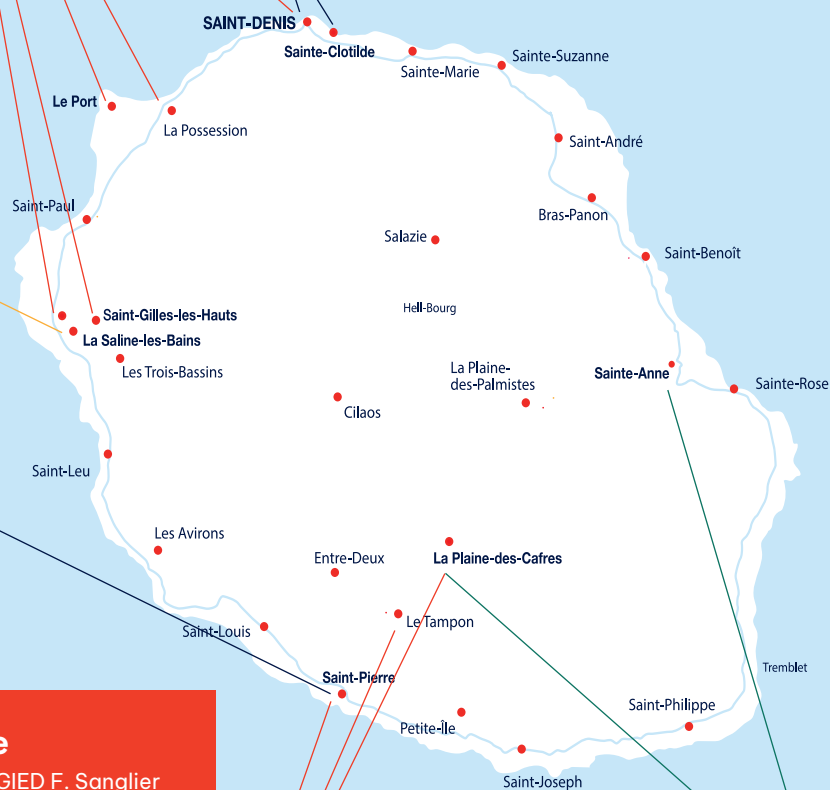 SAINT-DENIS
Sainte-Clotilde
Sainte-Marie
Sainte-Suzanne
Le Port
La Possession
Saint-André
Saint-Paul
Bras-Panon
Salazie
Saint-Benoît
Hell-Bourg
Saint-Gilles-les-Hauts
La Saline-les-Bains
Les Trois-Bassins
La Plaine-
des-Palmistes
Sainte-Anne
Sainte-Rose
Cilaos
Saint-Leu
Les Avirons
Entre-Deux
La Plaine-des-Cafres
Le Tampon
Saint-Louis
Tremblet
Saint-Pierre
Saint-Philippe
Petite-Île
Saint-Joseph
e
GIED F. Sanglier